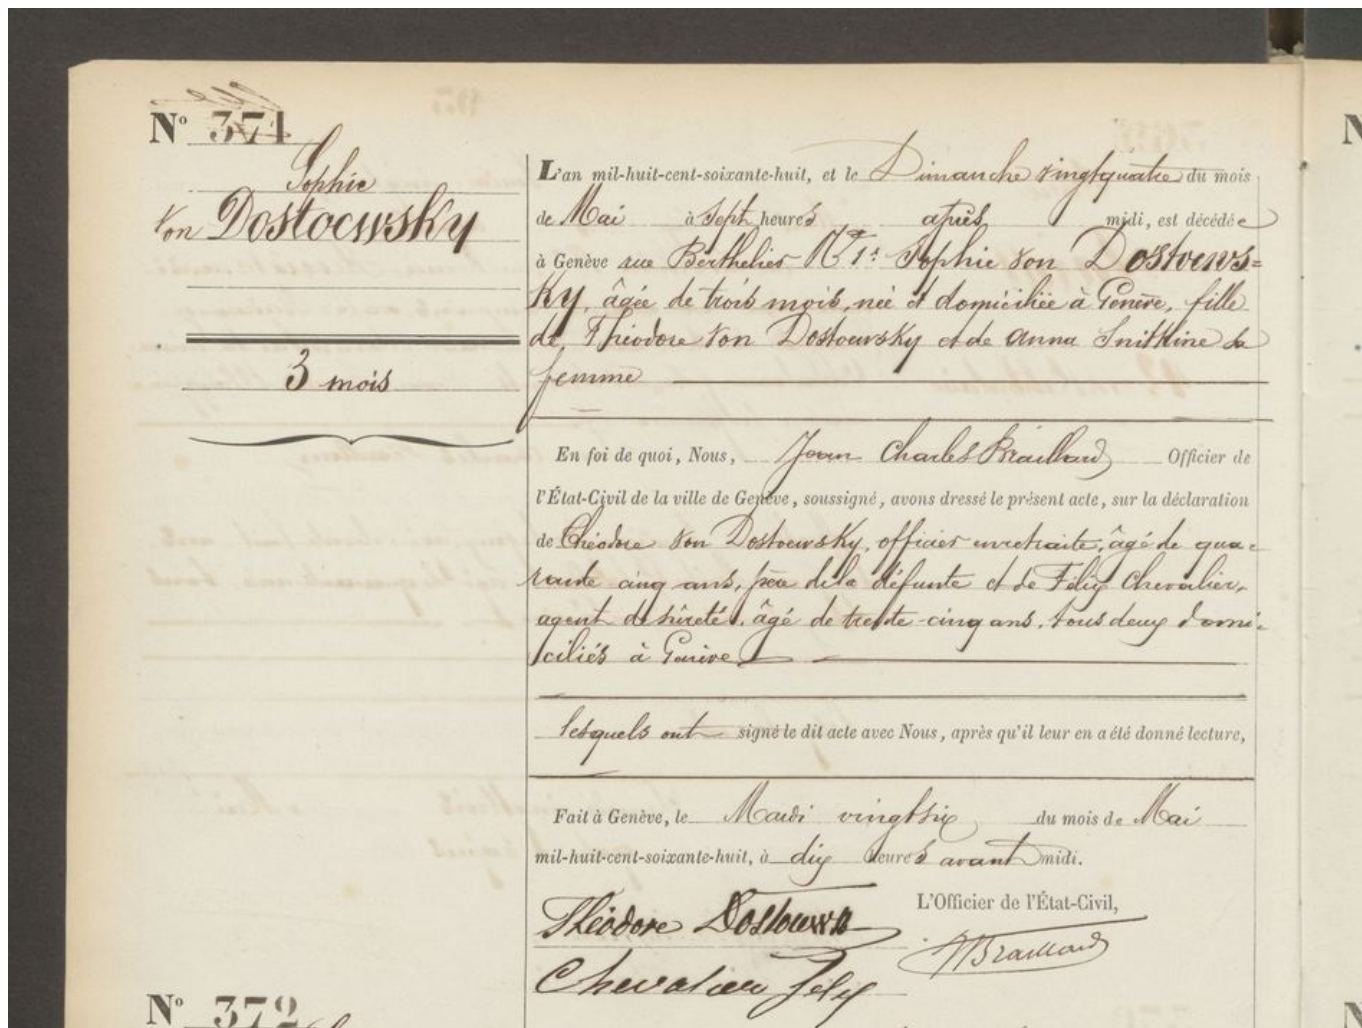 Nº 371
Sophie
von Dostoewsky
3 mois
L'an mil-huit-cent-soixante-huit, et le Dimanche vingtquatre du mois
de Mai à sept heures après midi, est décédée
à Genève rue Berthelier Nº 1: Sophie von Dostoews=
ky, âgée de trois mois, née et domiciliée à Genève, fille
de Théodore von Dostoewsky et de Anna Snitkine sa
femme
En foi de quoi, Nous, Jean Charles Braillard Officier de
l'État-Civil de la ville de Genève, soussigné, avons dressé le présent acte, sur la déclaration
de Théodore von Dostoewsky, officier en retraite, âgé de qua-
rante cinq ans, père de la défunte et de Félix Chevalier,
agent de sûreté, âgé de trente-cinq ans, tous deux domi-
ciliés à Genève
lesquels ont signé le dit acte avec Nous, après qu'il leur en a été donné lecture,
Fait à Genève, le Mardi vingtsix du mois de Mai
mil-huit-cent-soixante-huit, à dix heures avant midi.
L'Officier de l'État-Civil,
Théodore Dostoewsk
JBraillard
Chevalier Felix
Nº 372